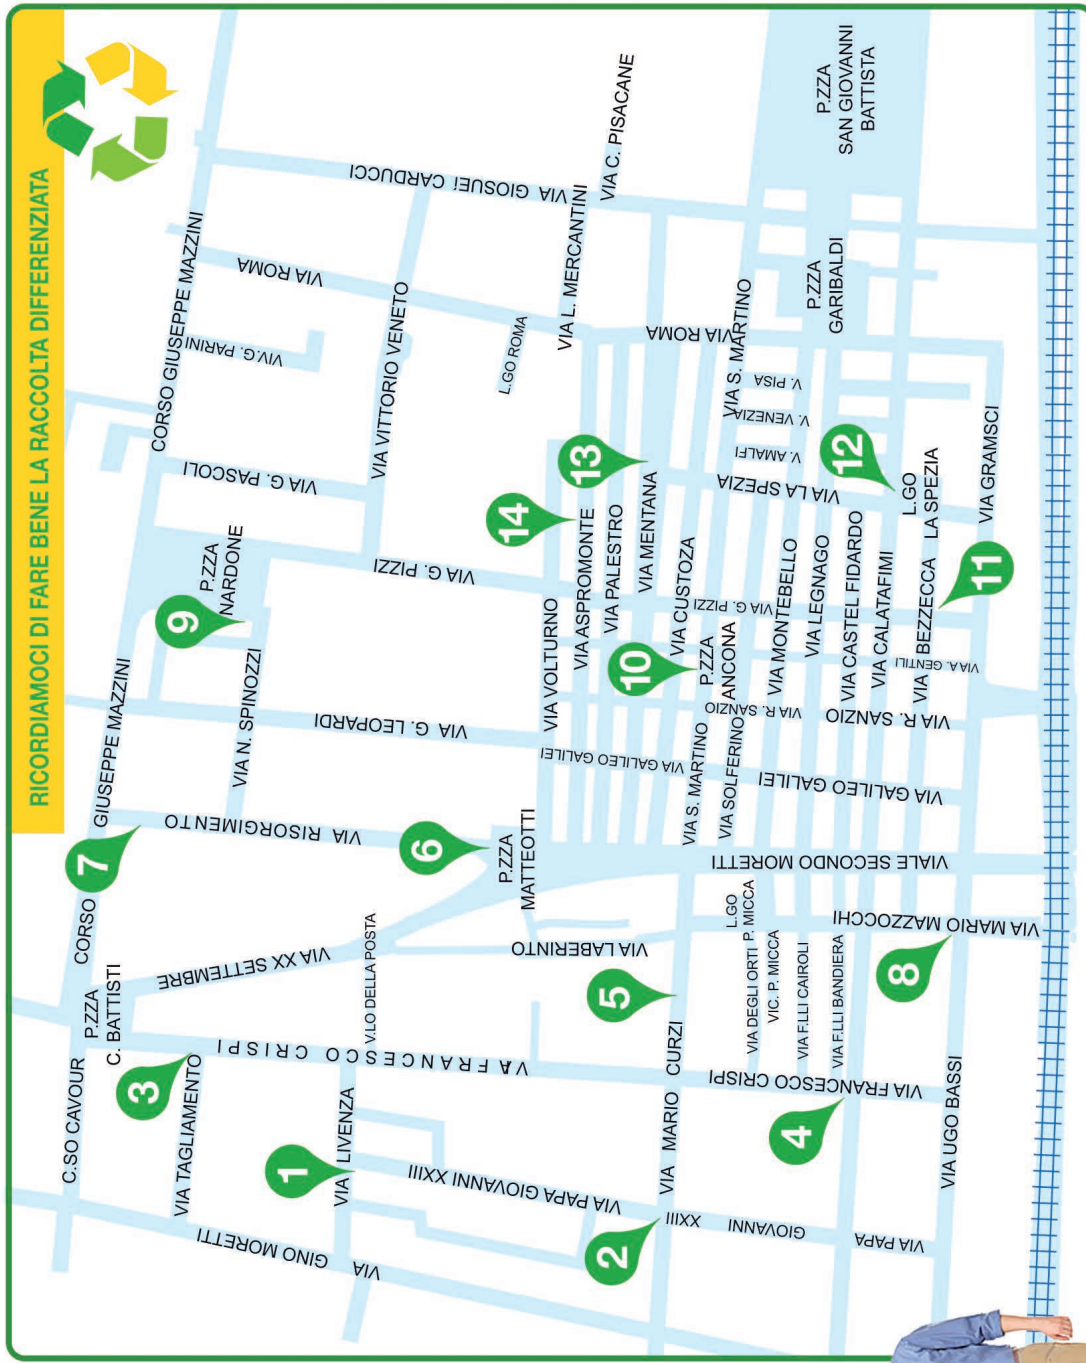 RICORDIAMOCI DI FARE BENE LA RACCOLTA DIFFERENZIATA
C.SO CAVOUR
P.ZZA
C. BATTISTI
CORSO
GIUSEPPE MAZZINI
CORSO GIUSEPPE MAZZINI
7
3
VIA TAGLIAMENTO
VIA GINO MORETTI
VIA XX SETTEMBRE
VIA RISORGIMENTO
VIA N. SPINOZZI
9
P.ZZA
NARDONE
VIA G. PASCOLI
VIV.G. PARINI
VIA ROMA
VIA GIOSUEí CARDUCCI
1
VIA LIVENZA
VIA FRANCESCO CRISPI
V.LO DELLA POSTA
VIA G. LEOPARDI
VIA G. PIZZI
VIA VITTORIO VENETO
6
P.ZZA
MATTEOTTI
L.GO ROMA
14
VIA PAPA GIOVANNI XXIII
VIA LABERINTO
VIA VOLTURNO
VIA GALILEO GALILEI
VIA ASPROMONTE
VIA PALESTRO
13
VIA MENTANA
VIA L. MERCANTINI
VIA C. PISACANE
2
5
10
VIA MARIO CURZI
VIA S. MARTINO
VIA CUSTOZA
VIA ROMA
P.ZZA
ANCONA
VIA SOLFERINO
VIA S. MARTINO
VIA PAPA GIOVANNI XXIII
VIA FRANCESCO CRISPI
L.GO
P. MICCA
VIA DEGLI ORTI
VIC. P. MICCA
VIA F.LLI CAIROLI
VIA F.LLI BANDIERA
VIALE SECONDO MORETTI
VIA GALILEO GALILEI
VIA R. SANZIO
VIA G. PIZZI
VIA LA SPEZIA
V. AMALFI
V. VENEZIA
V. PISA
4
VIA MONTEBELLO
VIA LEGNAGO
VIA CASTEL FIDARDO
VIA CALATAFIMI
VIA BEZZECCA
P.ZZA
GARIBALDI
P.ZZA
SAN GIOVANNI
BATTISTA
12
8
VIA MARIO MAZZOCCHI
VIA R. SANZIO
VIA A. GENTILI
L.GO
LA SPEZIA
VIA UGO BASSI
11
VIA GRAMSCI